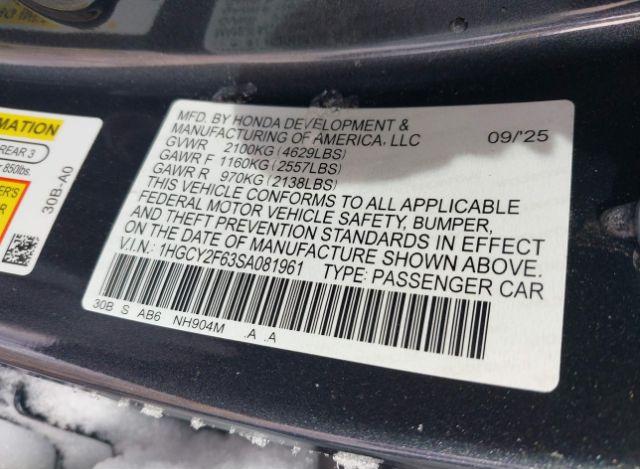 MFD. BY HONDA DEVELOPMENT &
MANUFACTURING OF AMERICA, LLC 09/25
GVWR 2100KG (4629LBS)
GAWR F 1160KG (2557LBS)
GAWR R 970KG (2138LBS)
THIS VEHICLE CONFORMS TO ALL APPLICABLE
FEDERAL MOTOR VEHICLE SAFETY, BUMPER,
AND THEFT PREVENTION STANDARDS IN EFFECT
ON THE DATE OF MANUFACTURE SHOWN ABOVE.
V.I.N.: 1HGCY2F63SA081961 TYPE: PASSENGER CAR
30B S AB6 NH904M .A .A
MATION
REAR 3
850lbs.
30B-A0